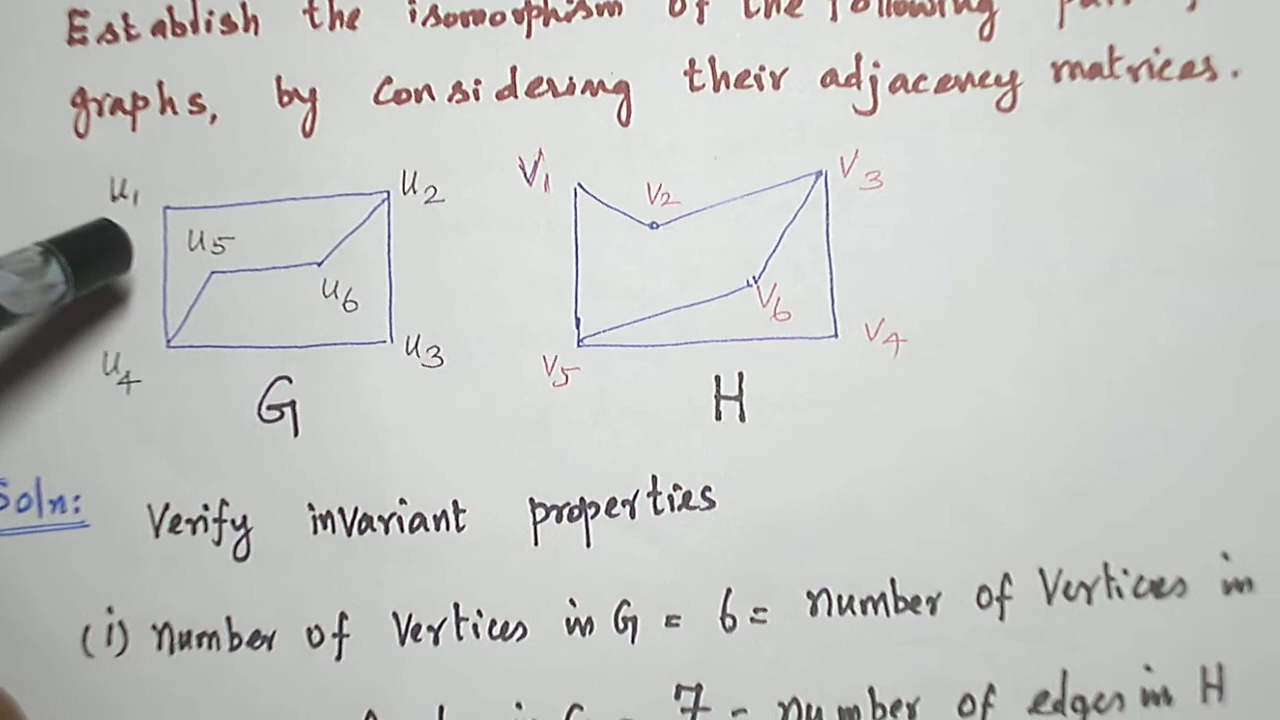 Establish the isomorphism of the following
graphs, by considering their adjacency matrices.
u1 u2 V1 V2 V3
u5 u6 V6
u4 u3 V5 V4
G H
Soln: Verify invariant properties
(i) number of vertices in G = 6 = number of Vertices in
7 = number of edges in H